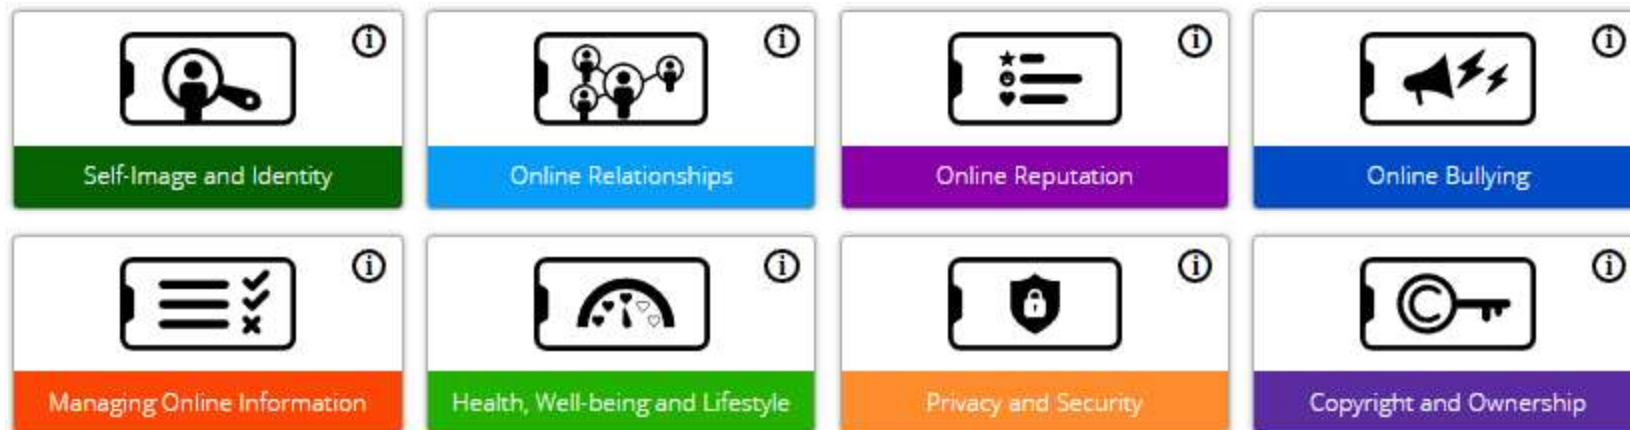 Self-Image and Identity
Online Relationships
Online Reputation
Online Bullying
Managing Online Information
Health, Well-being and Lifestyle
Privacy and Security
Copyright and Ownership